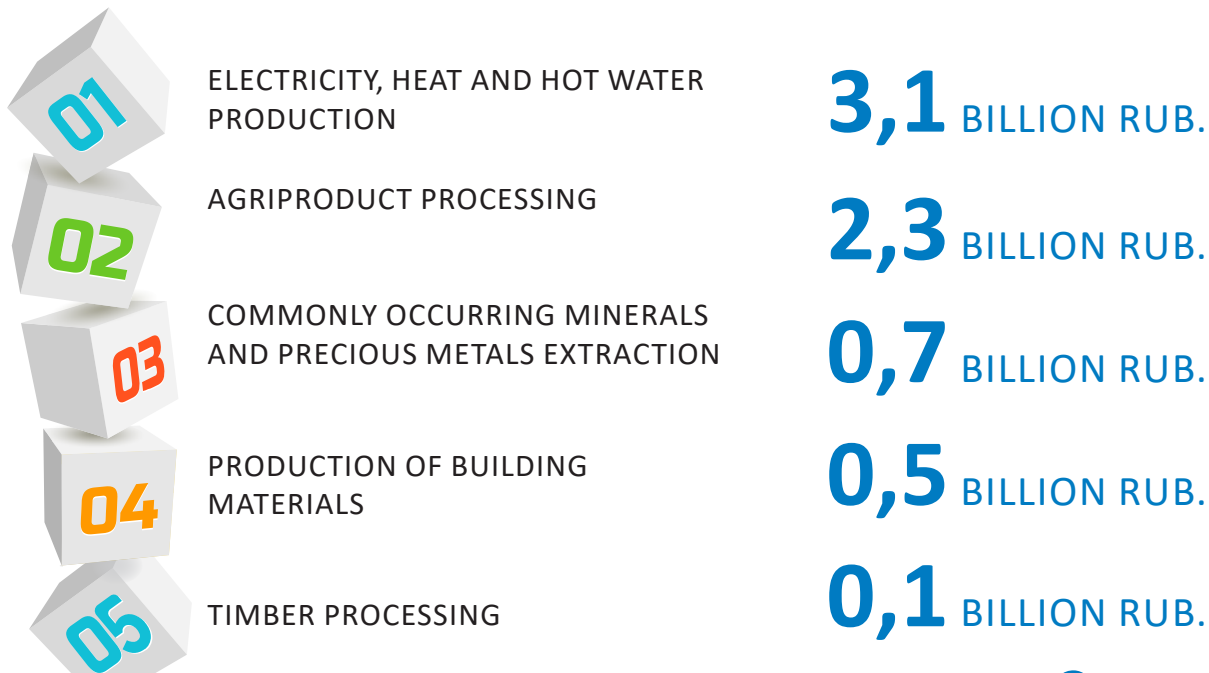 01
ELECTRICITY, HEAT AND HOT WATER
PRODUCTION
3,1 BILLION RUB.
02
AGRIPRODUCT PROCESSING
2,3 BILLION RUB.
03
COMMONLY OCCURRING MINERALS
AND PRECIOUS METALS EXTRACTION
0,7 BILLION RUB.
04
PRODUCTION OF BUILDING
MATERIALS
0,5 BILLION RUB.
05
TIMBER PROCESSING
0,1 BILLION RUB.